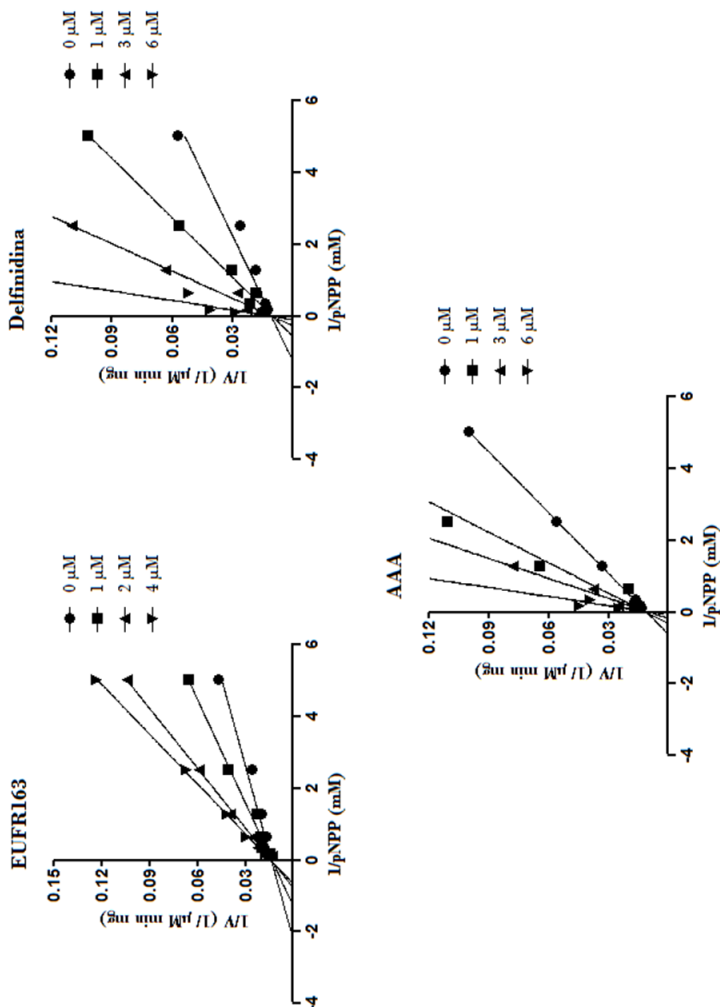 EUFR163
0 µM
1 µM
2 µM
4 µM
0.15
0.12
0.09
0.06
0.03
1/V (1/ µM min mg)
-4
-2
0
2
4
6
1/pNPP (mM)
Delfinidina
0 µM
1 µM
3 µM
6 µM
0.12
0.09
0.06
0.03
1/V (1/ µM min mg)
-4
-2
0
2
4
6
1/pNPP (mM)
AAA
0 µM
1 µM
3 µM
6 µM
0.12
0.09
0.06
0.03
1/V (1/ µM min mg)
-4
-2
0
2
4
6
1/pNPP (mM)